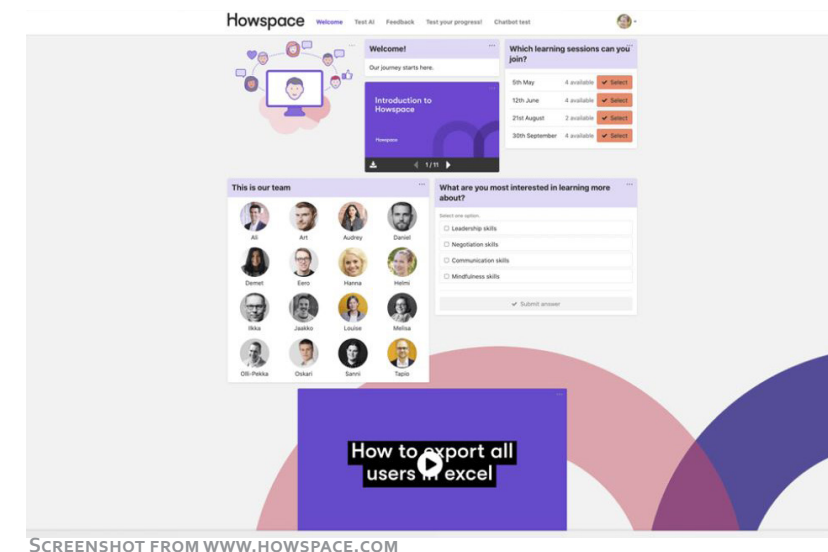 Howspace
Welcome
Test AI
Feedback
Test your progress!
Chatbot test
Welcome!
Our journey starts here.
Introduction to
Howspace
Howspace
1/11
Which learning sessions can you
join?
5th May 4 available Select
12th June 4 available Select
21st August 2 available Select
30th September 4 available Select
This is our team
Ali Art Audrey Daniel
Demet Eero Hanna Helmi
Ilkka Jaakko Louise Melisa
Olli-Pekka Oskari Sanni Tapio
What are you most interested in learning more
about?
Select one option.
Leadership skills
Negotiation skills
Communication skills
Mindfulness skills
Submit answer
How to export all
users in excel
SCREENSHOT FROM WWW.HOWSPACE.COM